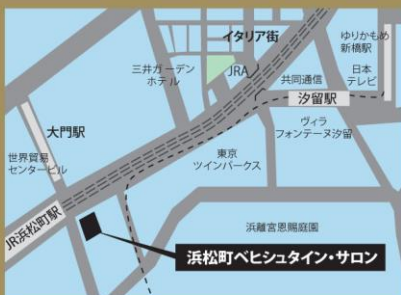 イタリア街
ゆりかもめ
新橋駅
三井ガーデン
ホテル
JRA
共同通信
日本
テレビ
汐留駅
大門駅
ヴィラ
フォンテーヌ汐留
世界貿易
センタービル
東京
ツインパークス
JR浜松町駅
浜離宮恩賜庭園
浜松町ベヒシュタイン・サロン